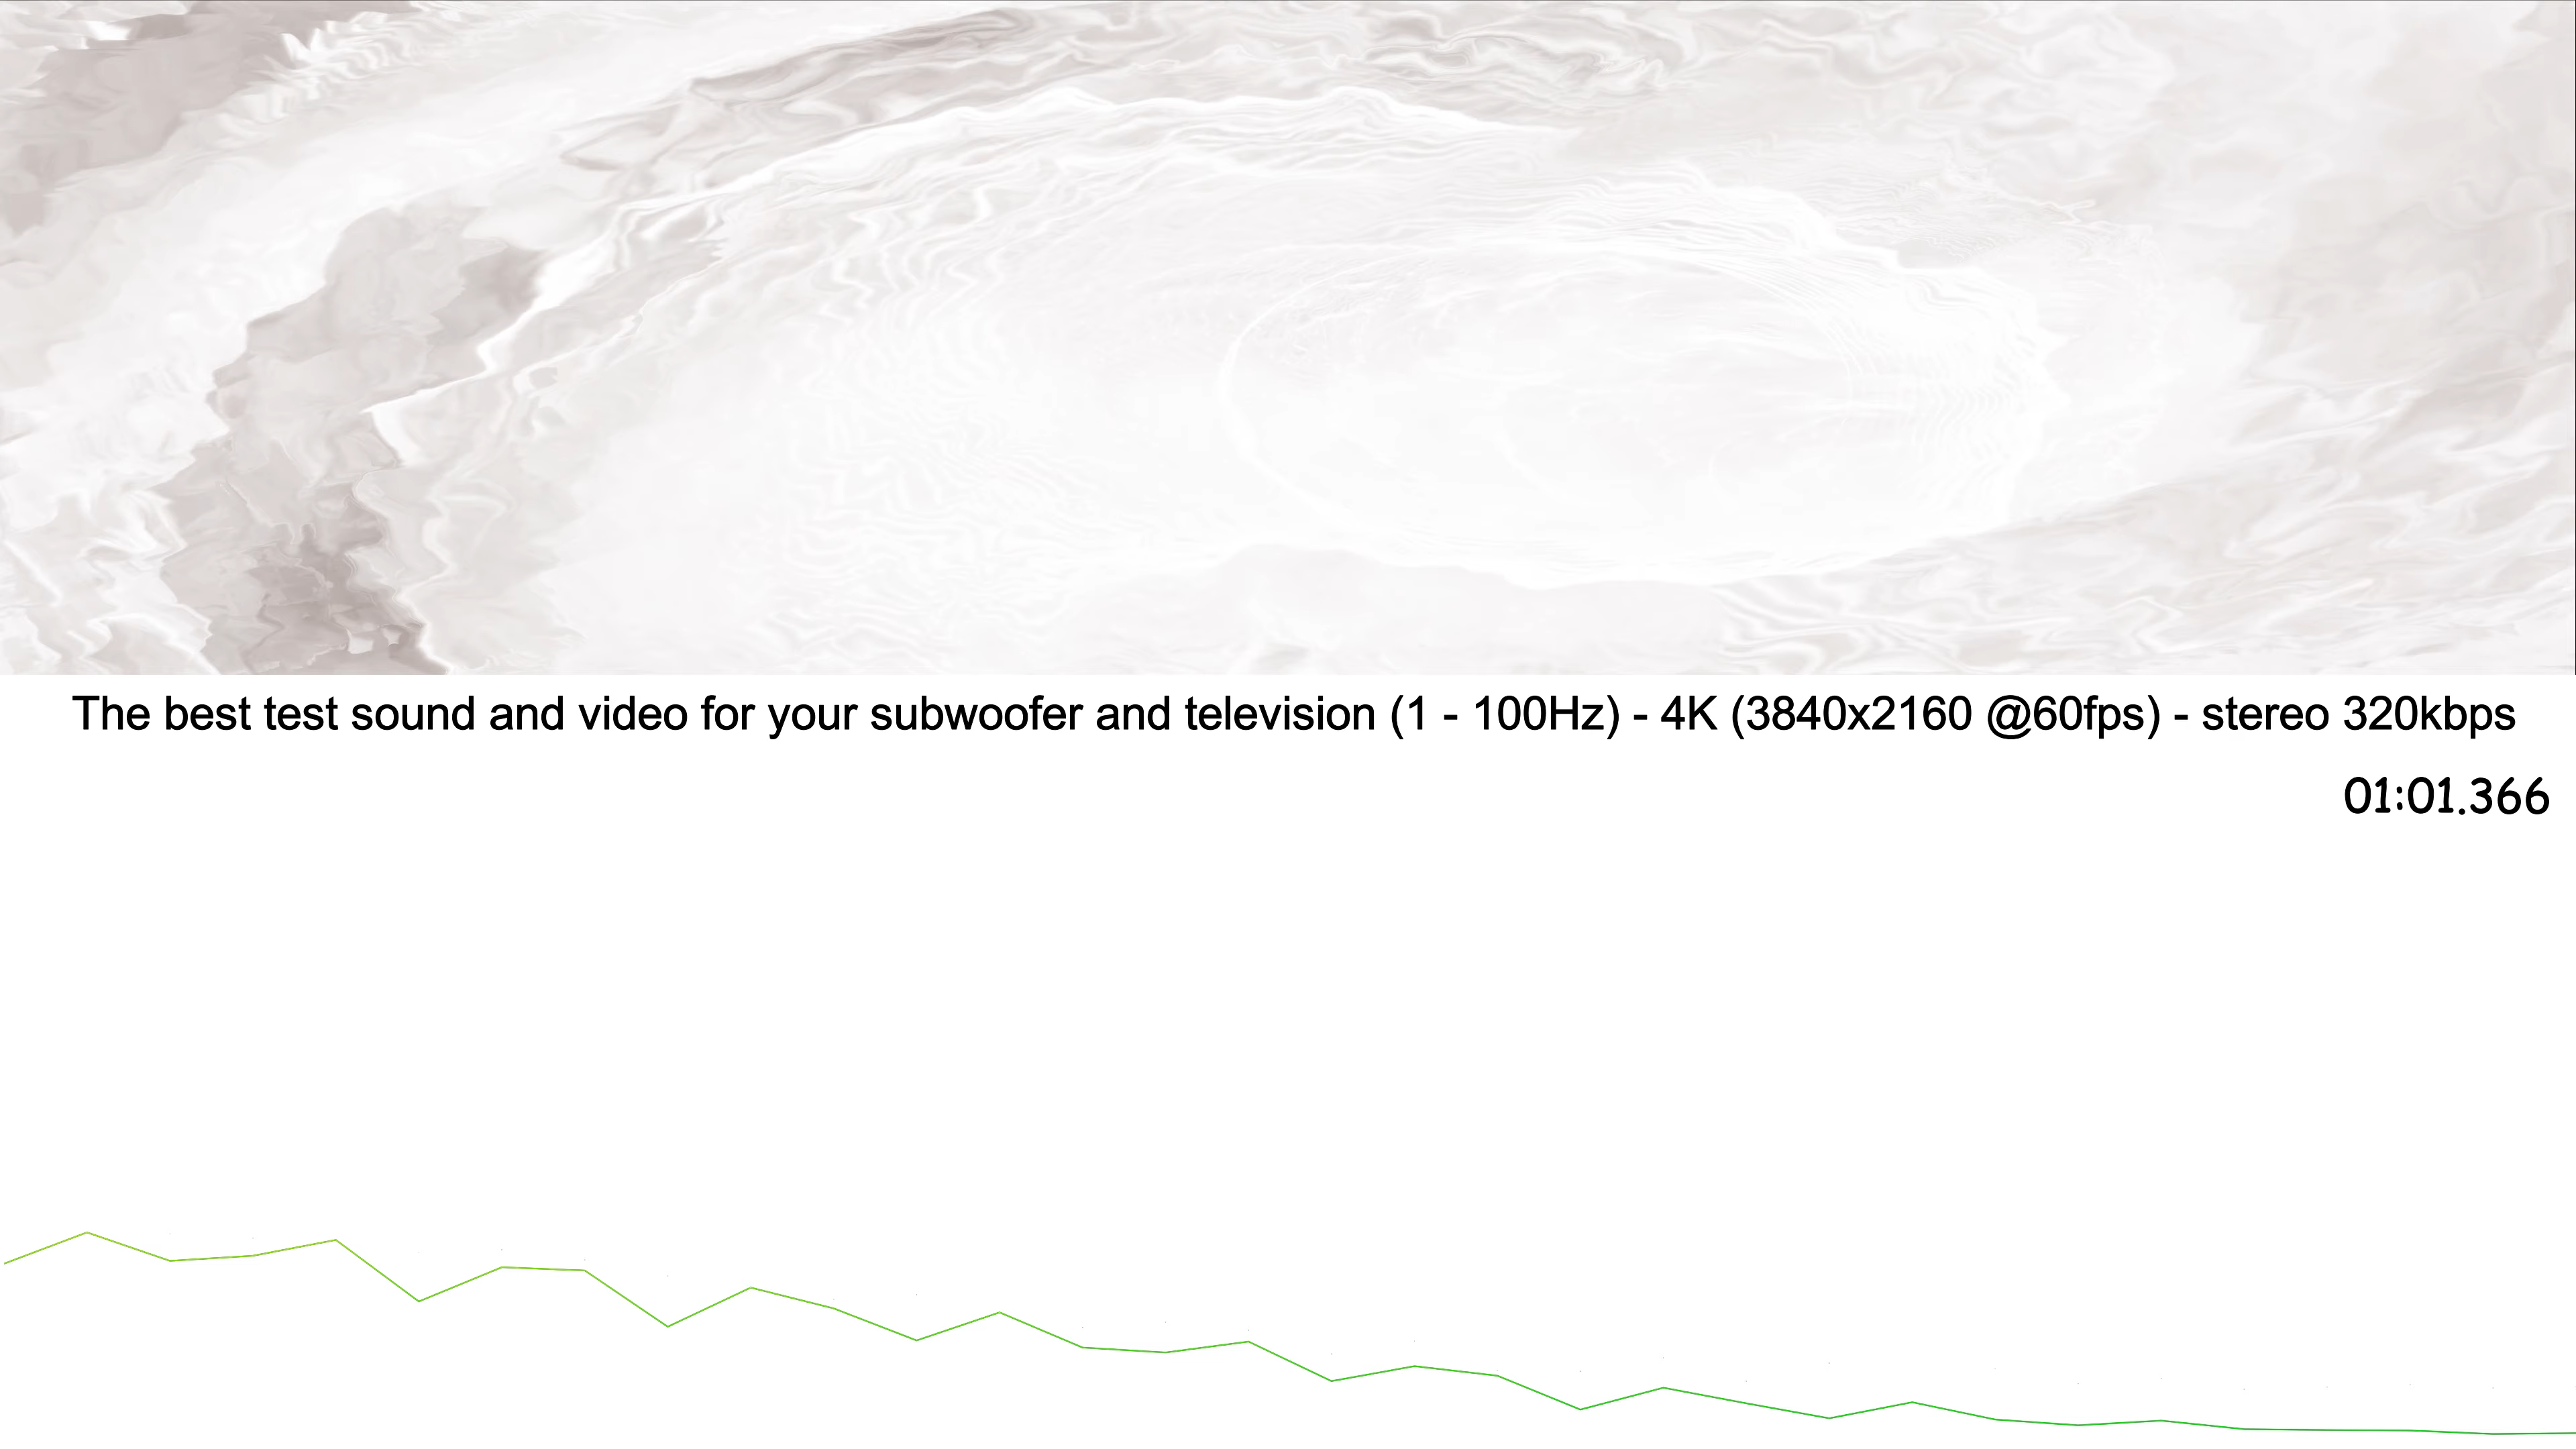 The best test sound and video for your subwoofer and television (1 - 100Hz) - 4K (3840x2160 @60fps) - stereo 320kbps
01:01.366